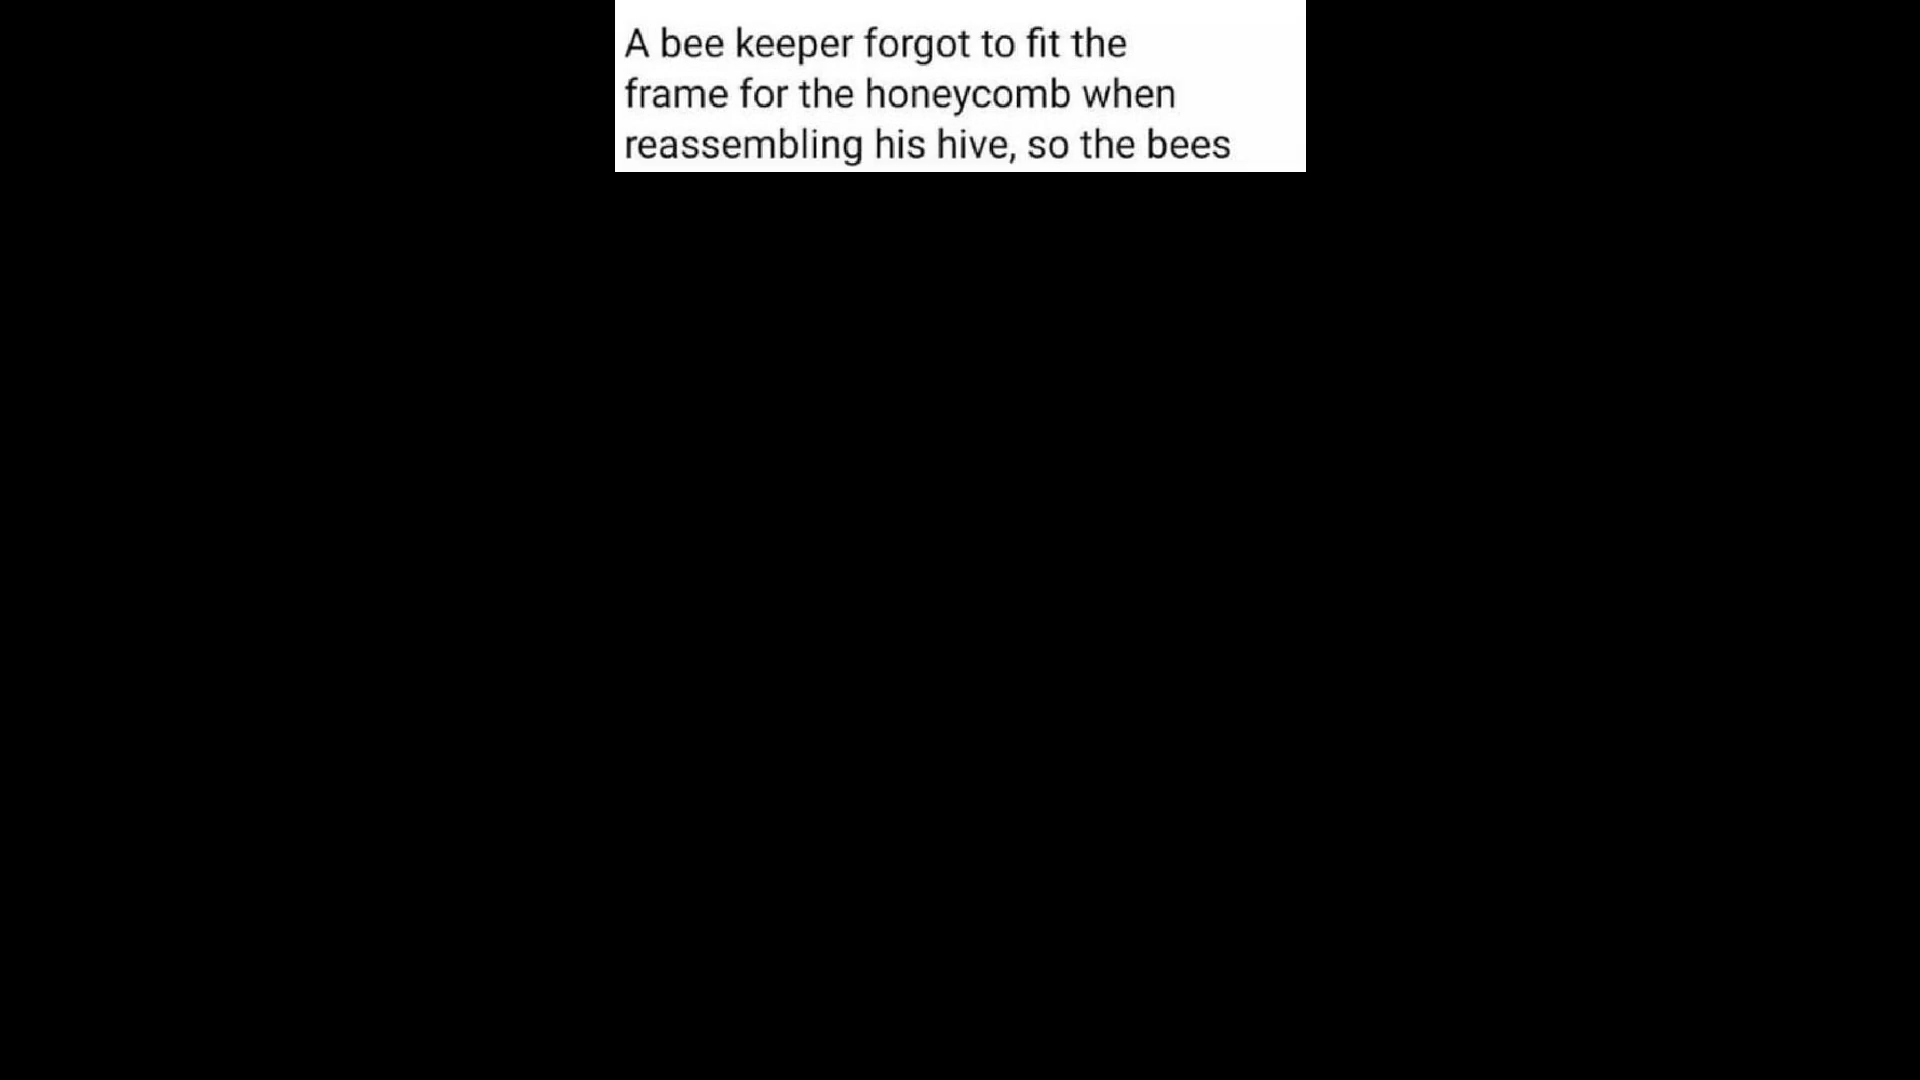 A bee keeper forgot to fit the
frame for the honeycomb when
reassembling his hive, so the bees